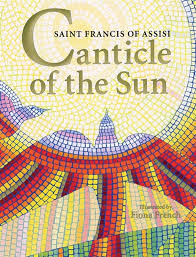 SAINT FRANCIS OF ASSISI
Canticle
of the Sun
Illustrated by
Fiona French